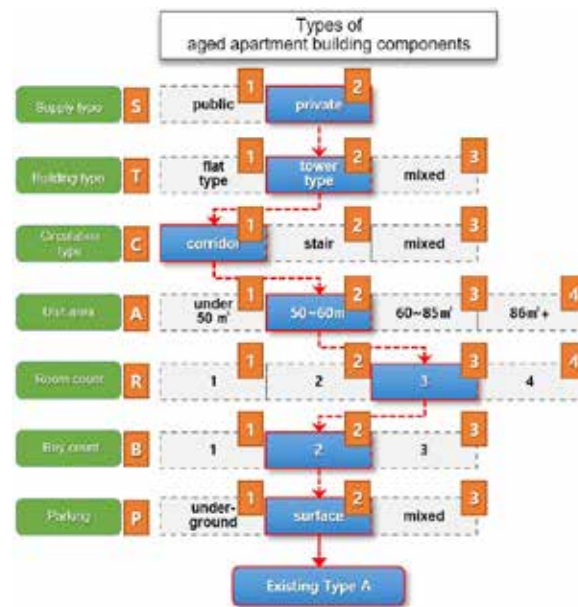 Types of
aged apartment building components
1 2
Supply type S public private
1 2 3
Building type T flat type tower type mixed
1 2 3
Circulation type C corridor stair mixed
1 2 3 4
Unit area A under 50 ㎡ 50~60㎡ 60~85㎡ 86㎡+
1 2 3 4
Room count R 1 2 3 4
1 2 3
Bay count B 1 2 3
1 2 3
Parking P under-ground surface mixed
Existing Type A